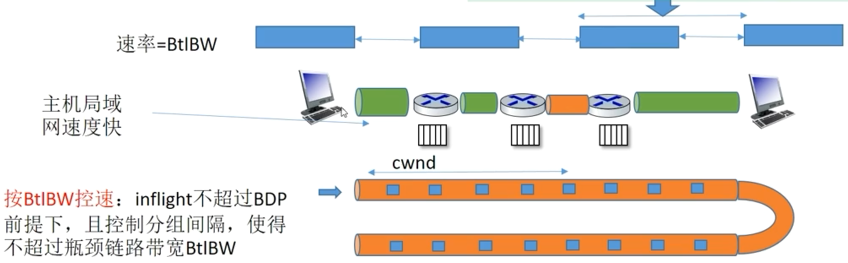 速率=BtlBW
主机局域
网速度快
cwnd
按BtlBW控速：inflight不超过BDP
前提下，且控制分组间隔，使得
不超过瓶颈链路带宽BtlBW